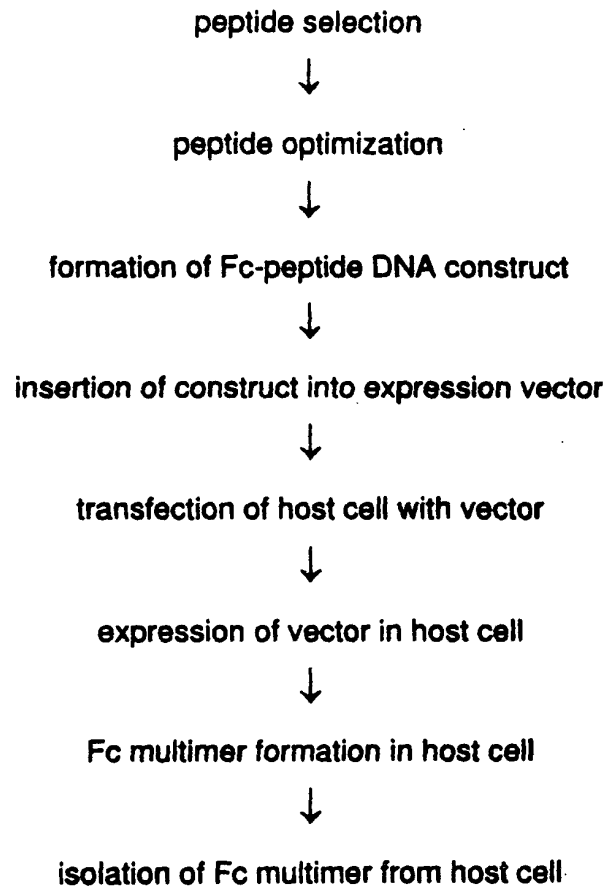 peptide selection
↓
peptide optimization
↓
formation of Fc-peptide DNA construct
↓
insertion of construct into expression vector
↓
transfection of host cell with vector
↓
expression of vector in host cell
↓
Fc multimer formation in host cell
↓
isolation of Fc multimer from host cell